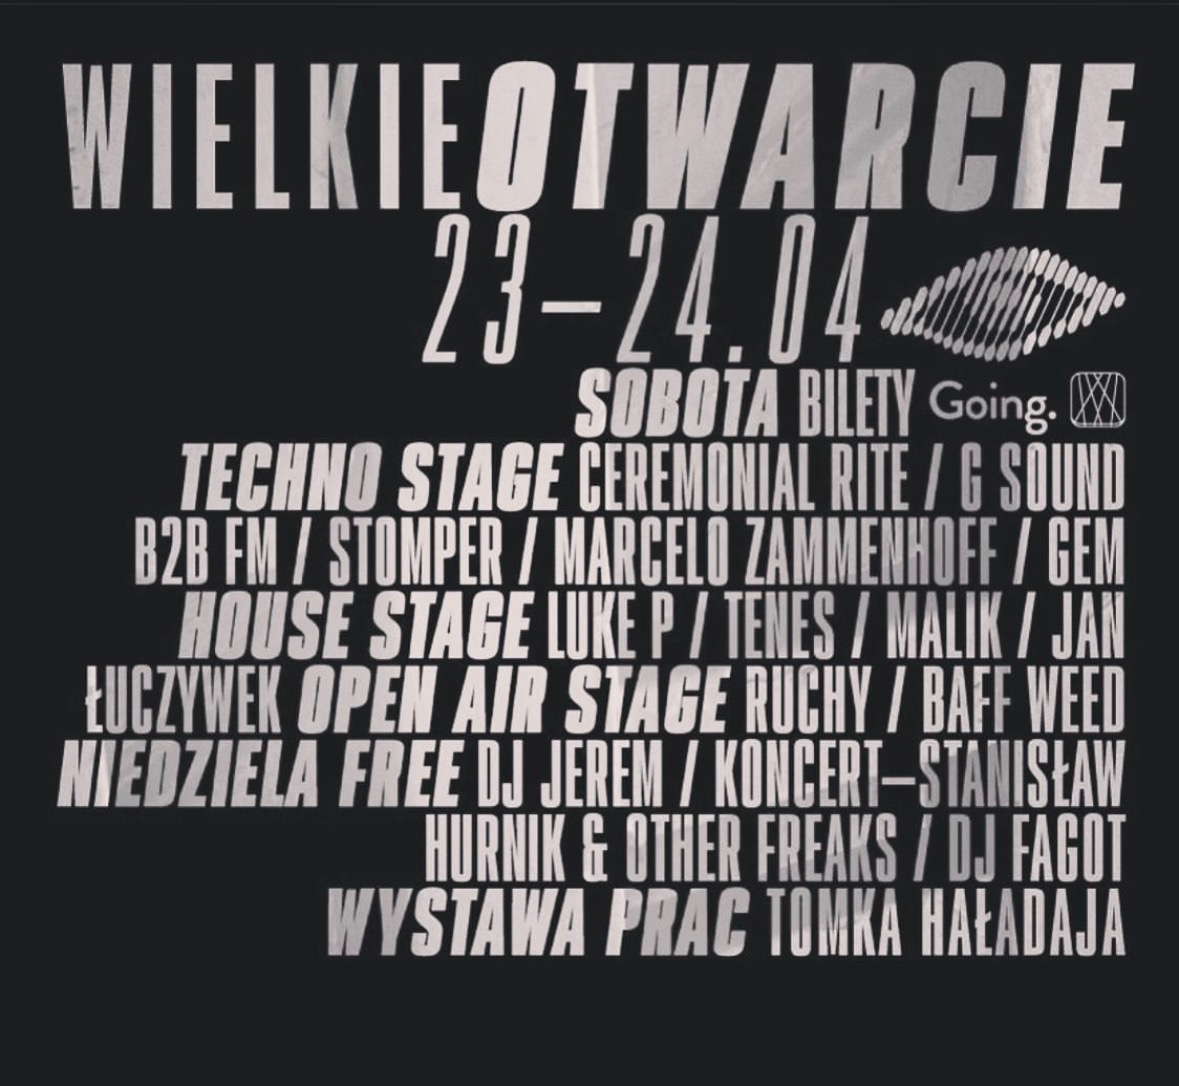 WIELKIEOTWARCIE
23–24.04
SOBOTA BILETY Going.
TECHNO STAGE CEREMONIAL RITE / G SOUND
B2B FM / STOMPER / MARCELO ZAMMENHOFF / GEM
HOUSE STAGE LUKE P / TENES / MALIK / JAN
ŁUCZYWEK OPEN AIR STAGE RUCHY / BAFF WEED
NIEDZIELA FREE DJ JEREM / KONCERT–STANISŁAW
HURNIK & OTHER FREAKS / DJ FAGOT
WYSTAWA PRAC TOMKA HAŁADAJA